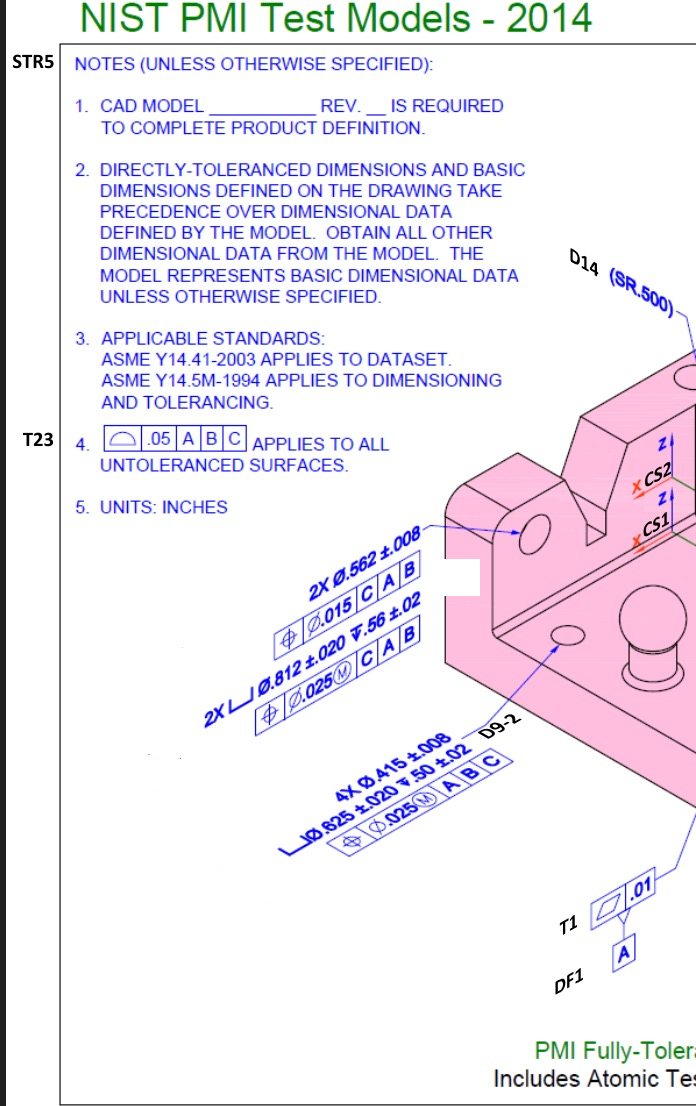 NIST PMI Test Models - 2014
STR5
NOTES (UNLESS OTHERWISE SPECIFIED):
1. CAD MODEL ___________ REV. __ IS REQUIRED
TO COMPLETE PRODUCT DEFINITION.
2. DIRECTLY-TOLERANCED DIMENSIONS AND BASIC
DIMENSIONS DEFINED ON THE DRAWING TAKE
PRECEDENCE OVER DIMENSIONAL DATA
DEFINED BY THE MODEL. OBTAIN ALL OTHER
DIMENSIONAL DATA FROM THE MODEL. THE
MODEL REPRESENTS BASIC DIMENSIONAL DATA
UNLESS OTHERWISE SPECIFIED.
3. APPLICABLE STANDARDS:
ASME Y14.41-2003 APPLIES TO DATASET.
ASME Y14.5M-1994 APPLIES TO DIMENSIONING
AND TOLERANCING.
T23
4. ⌓ .05 A B C APPLIES TO ALL
UNTOLERANCED SURFACES.
5. UNITS: INCHES
D14 (SR.500)
Z
X CS2
Z
X CS1
2X Ø.562 ±.008
⌖ Ø.015 C A B
2X ⌴ Ø.812 ±.020 ↧.56 ±.02
⌖ Ø.025Ⓜ C A B
D9-2
4X Ø.415 ±.008
⌴Ø.625 ±.020 ↧.50 ±.02
⌖ Ø.025Ⓜ A B C
T1 ⏥ .01
DF1 A
PMI Fully-Tolera
Includes Atomic Tes